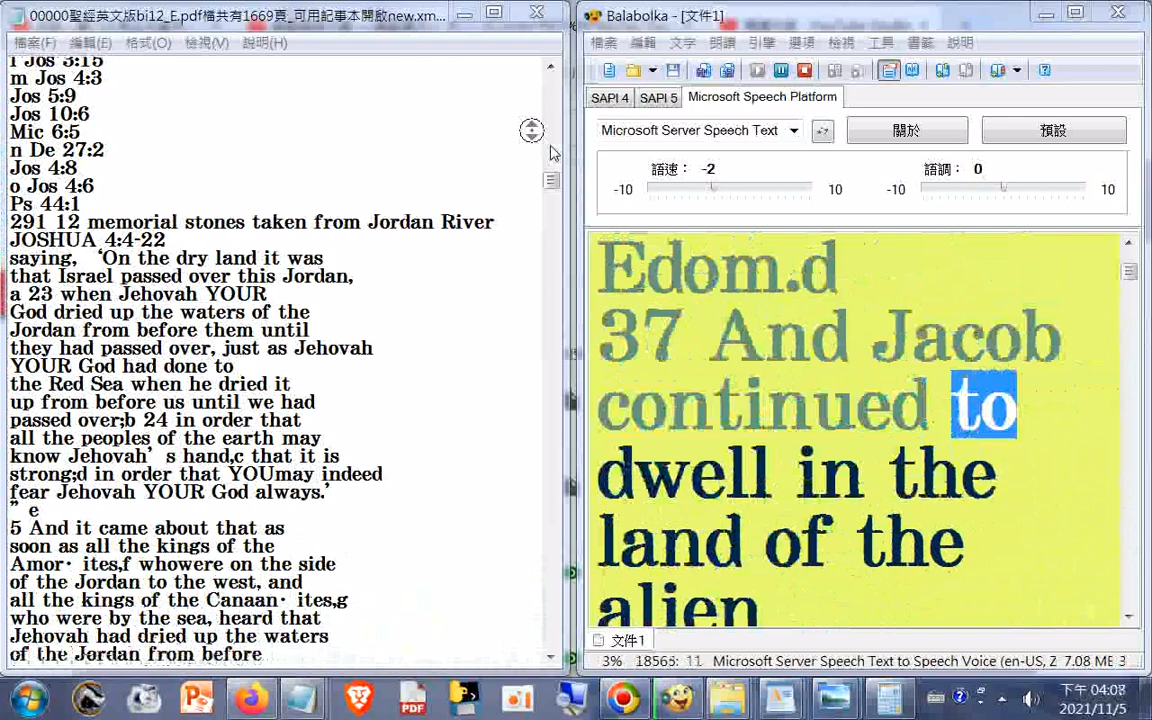 00000聖經英文版bi12_E.pdf檔共有1669頁_可用記事本開啟new.xm...
檔案(F) 編輯(E) 格式(O) 檢視(V) 說明(H)
m Jos 4:3
Jos 5:9
Jos 10:6
Mic 6:5
n De 27:2
Jos 4:8
o Jos 4:6
Ps 44:1
291 12 memorial stones taken from Jordan River
JOSHUA 4:4-22
saying, ‘On the dry land it was
that Israel passed over this Jordan,
a 23 when Jehovah YOUR
God dried up the waters of the
Jordan from before them until
they had passed over, just as Jehovah
YOUR God had done to
the Red Sea when he dried it
up from before us until we had
passed over;b 24 in order that
all the peoples of the earth may
know Jehovah’s hand,c that it is
strong;d in order that YOUmay indeed
fear Jehovah YOUR God always.’
” e
5 And it came about that as
soon as all the kings of the
Amor· ites,f whowere on the side
of the Jordan to the west, and
all the kings of the Canaan· ites,g
who were by the sea, heard that
Jehovah had dried up the waters
of the Jordan from before
Balabolka - [文件1]
檔案 編輯 文字 朗讀 引擎 選項 檢視 工具 書籤 說明
SAPI 4 SAPI 5 Microsoft Speech Platform
Microsoft Server Speech Text 關於 預設
語速： -2 語調： 0
-10 10 -10 10
Edom.d
37 And Jacob
continued to
dwell in the
land of the
alien
文件1
3% 18565: 11 Microsoft Server Speech Text to Speech Voice (en-US, Z 7.08 ME 3
下午 04:08
2021/11/5